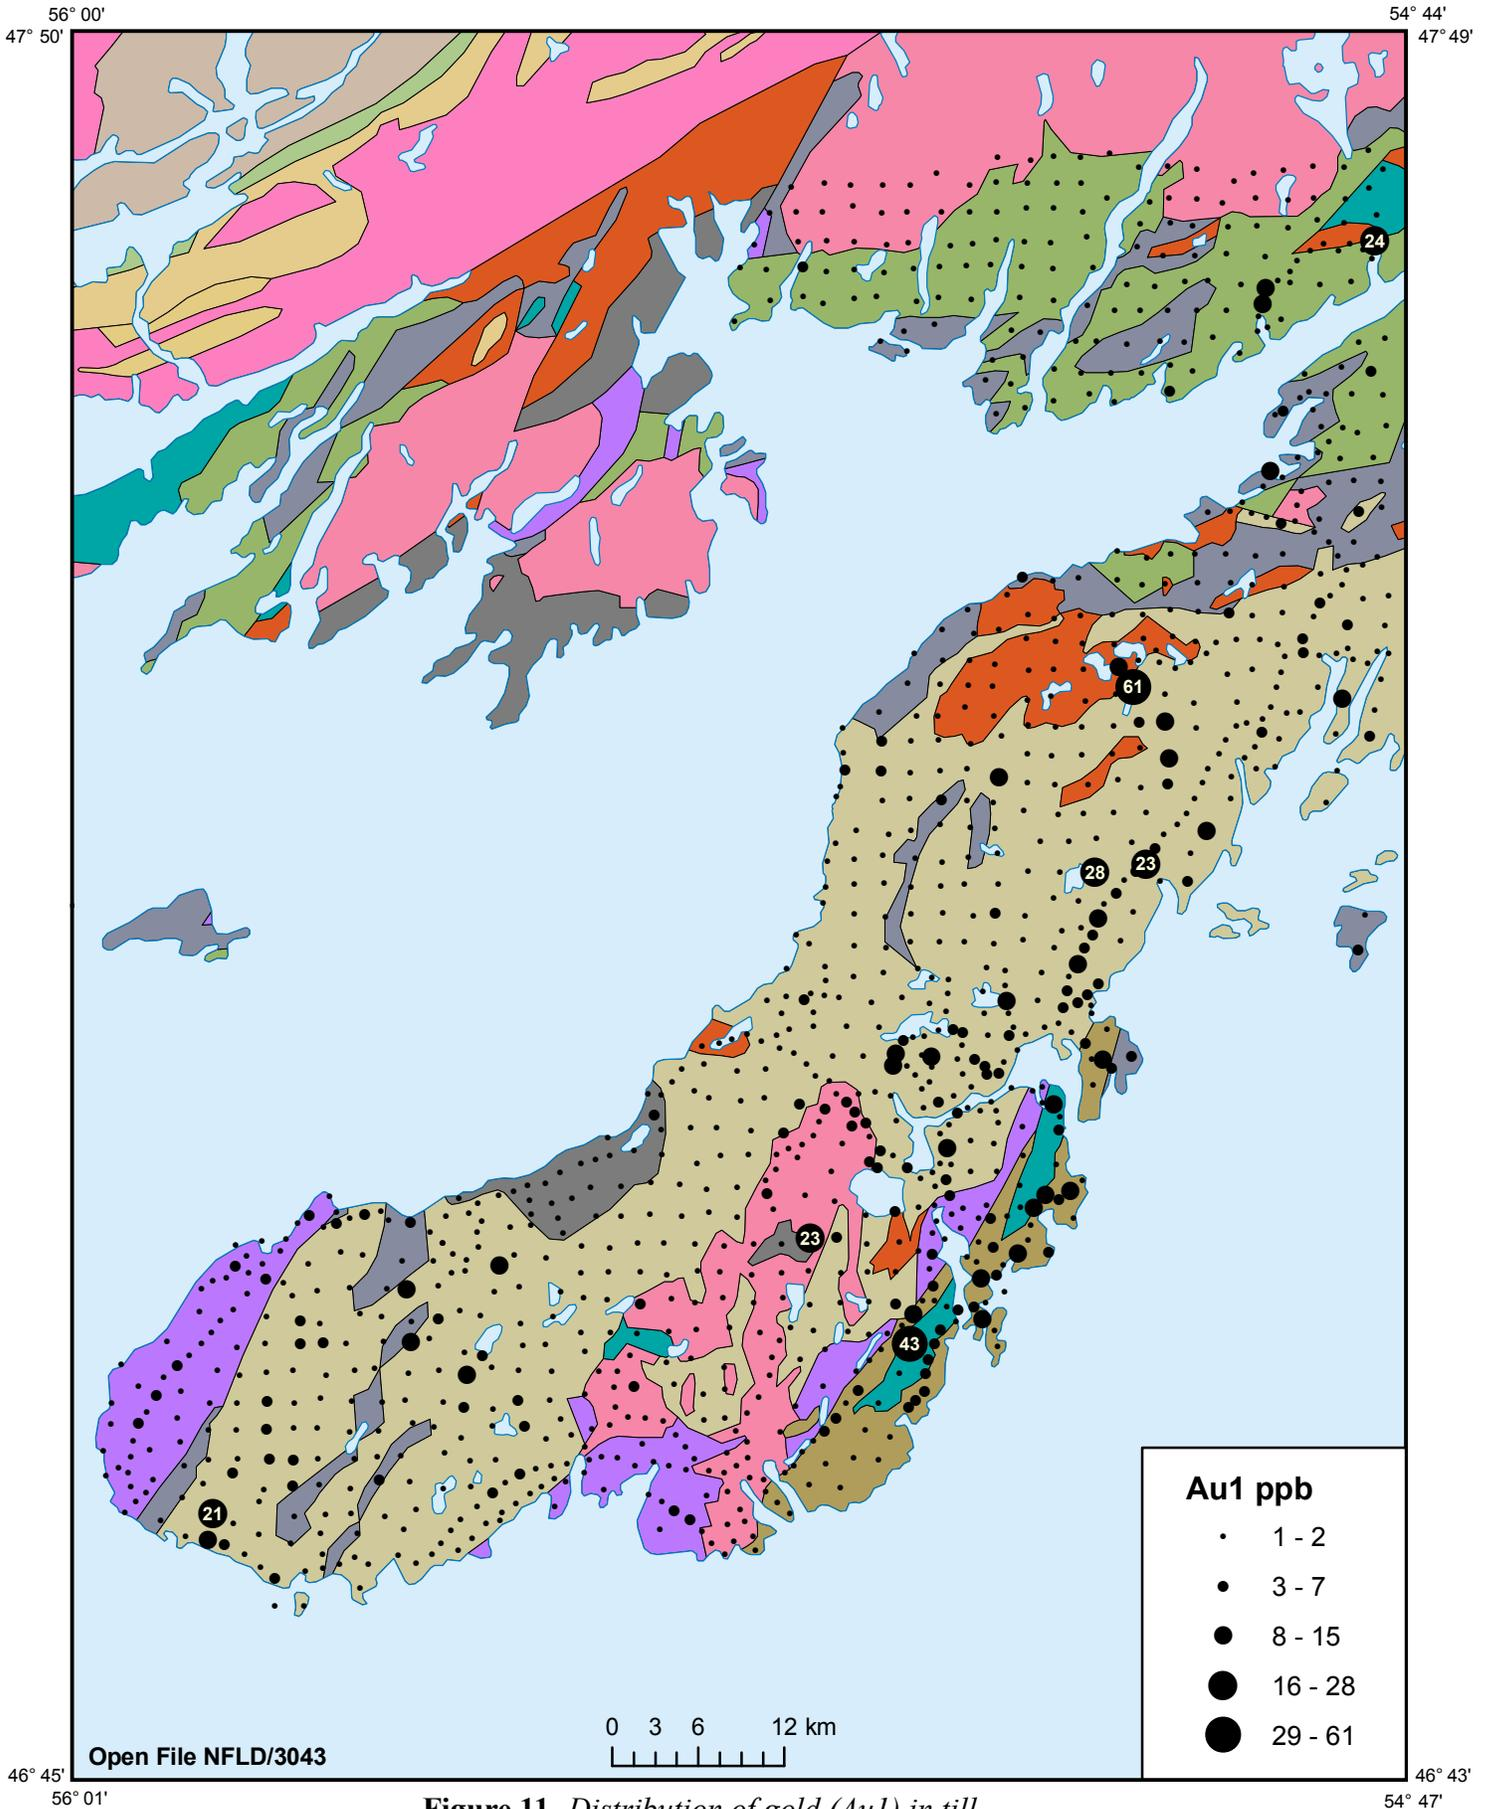 56° 00'
54° 44'
47° 50'
47° 49'
24
61
28
23
23
43
21
Au1 ppb
1 - 2
3 - 7
8 - 15
16 - 28
29 - 61
0 3 6 12 km
Open File NFLD/3043
46° 45'
46° 43'
56° 01'
54° 47'
Figure 11. Distribution of gold (Au1) in till